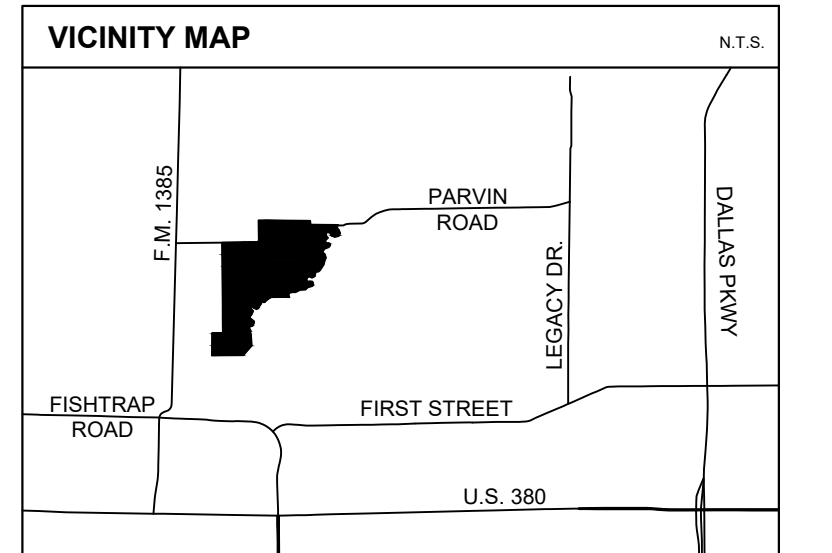 VICINITY MAP
N.T.S.
F.M. 1385
PARVIN
ROAD
DALLAS PKWY
LEGACY DR.
FISHTRAP
ROAD
FIRST STREET
U.S. 380